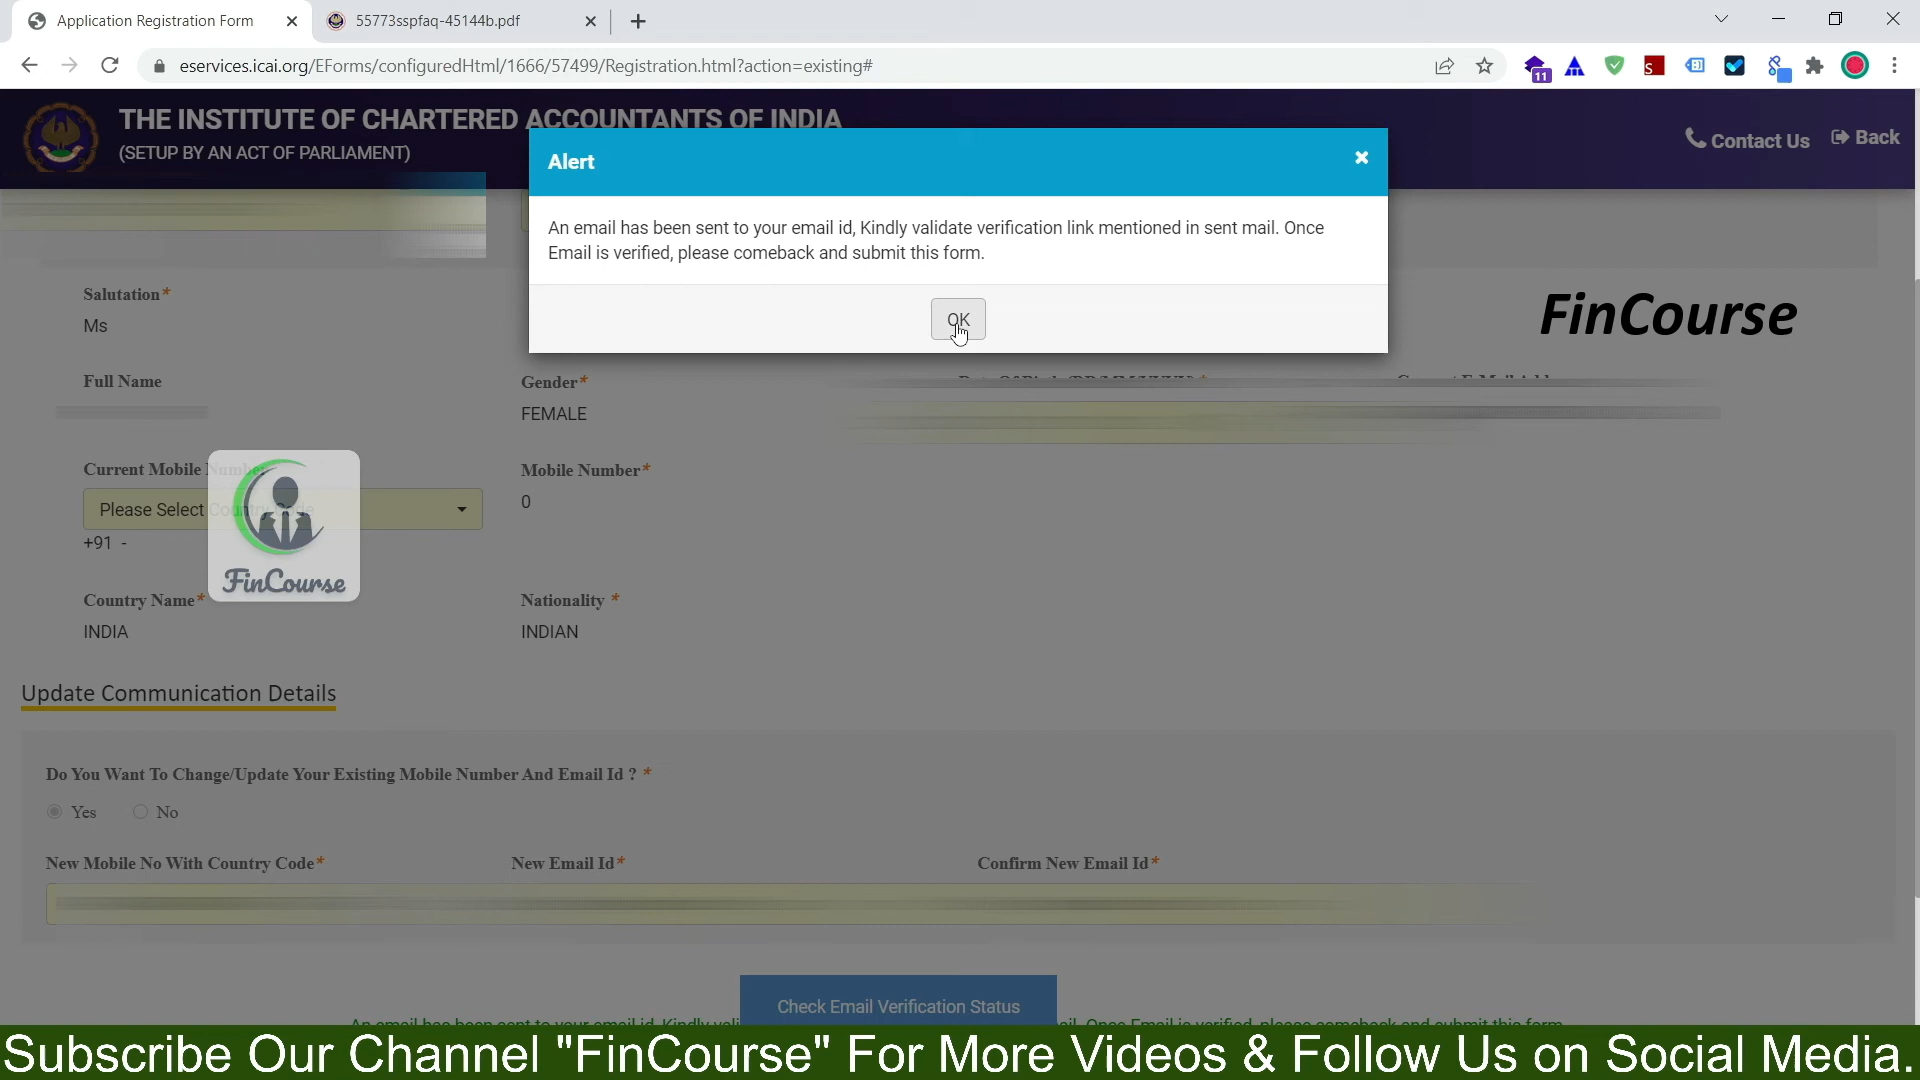 Application Registration Form
55773sspfaq-45144b.pdf
eservices.icai.org/EForms/configuredHtml/1666/57499/Registration.html?action=existing#
11
THE INSTITUTE OF CHARTERED ACCOUNTANTS OF INDIA
(SETUP BY AN ACT OF PARLIAMENT)
Contact Us
Back
Alert
An email has been sent to your email id, Kindly validate verification link mentioned in sent mail. Once
Email is verified, please comeback and submit this form.
OK
FinCourse
Salutation*
Ms
Full Name
Gender*
FEMALE
Current Mobile Number
Mobile Number*
Please Select Country Code
0
+91 -
FinCourse
Country Name*
Nationality *
INDIA
INDIAN
Update Communication Details
Do You Want To Change/Update Your Existing Mobile Number And Email Id ? *
Yes
No
New Mobile No With Country Code*
New Email Id*
Confirm New Email Id*
Check Email Verification Status
Subscribe Our Channel "FinCourse" For More Videos & Follow Us on Social Media.